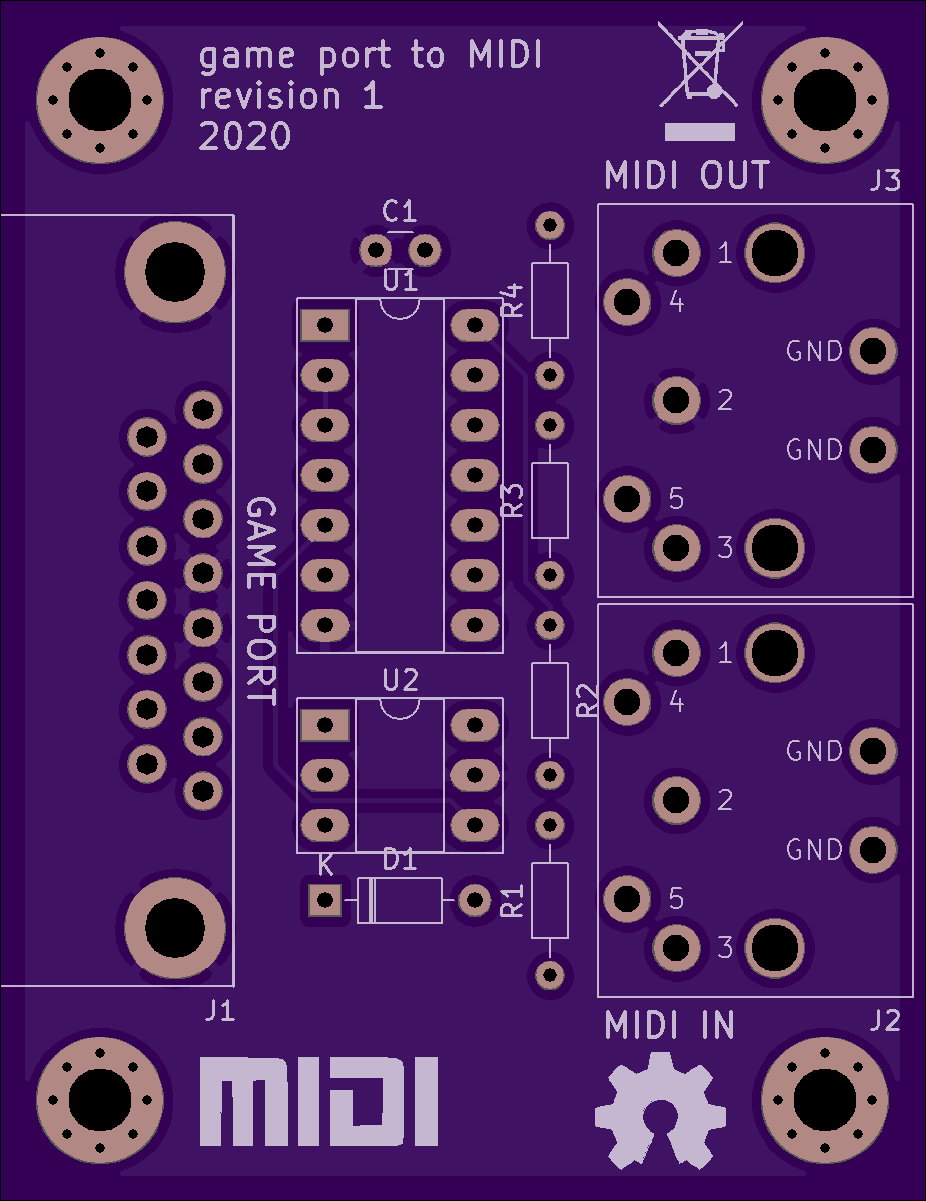 game port to MIDI
revision 1
2020
MIDI OUT
J3
C1
U1
R4
1
4
GND
2
GND
R3
5
3
GAME PORT
1
U2
R2
4
GND
2
GND
K
D1
R1
5
3
J1
MIDI IN
J2
MIDI